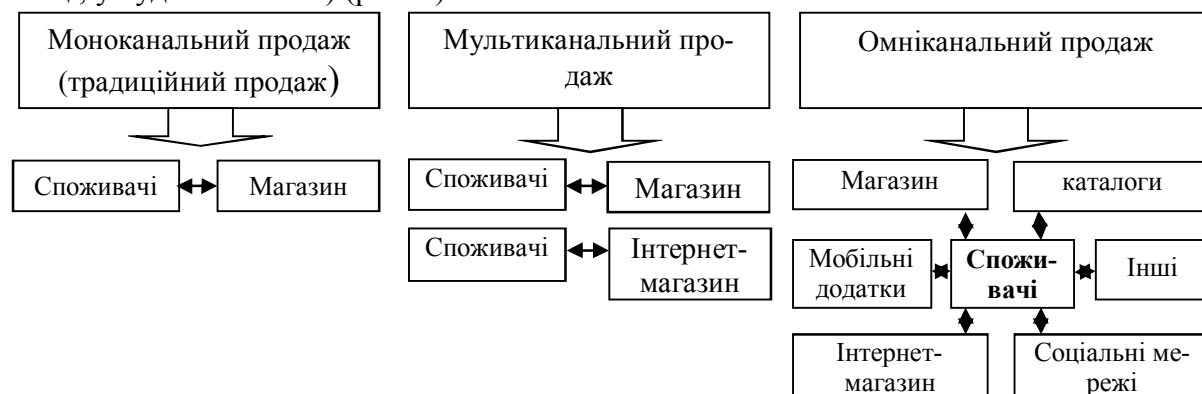 Моноканальний продаж
(традиційний продаж)
Мультиканальний про-
даж
Омніканальний продаж
Споживачі
Магазин
Споживачі
Магазин
Споживачі
Інтернет-
магазин
Магазин
каталоги
Мобільні
додатки
Спожи-
вачі
Інші
Інтернет-
магазин
Соціальні ме-
режі